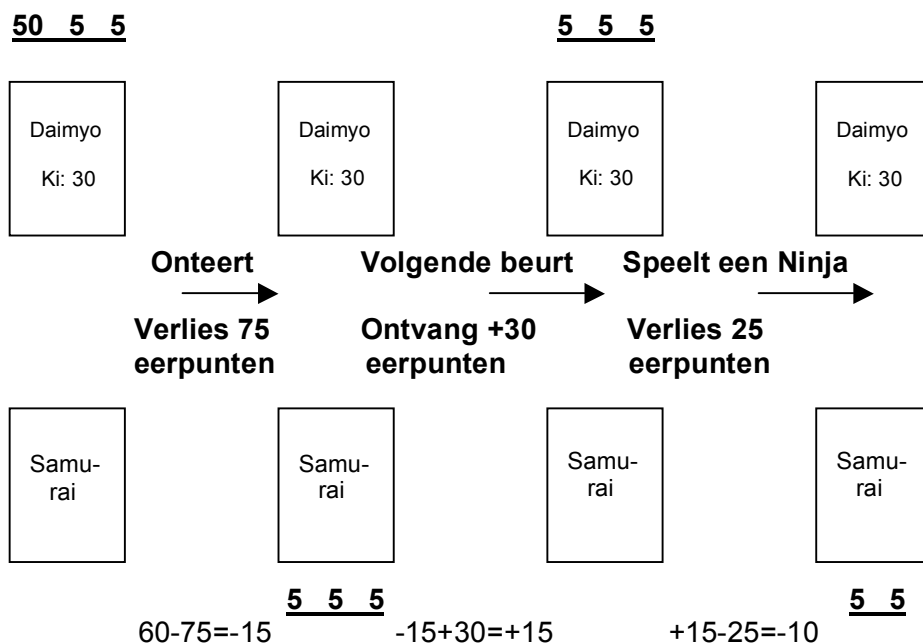 50 5 5 5 5 5
Daimyo Daimyo Daimyo Daimyo
Ki: 30 Ki: 30 Ki: 30 Ki: 30
Onteert Volgende beurt Speelt een Ninja
Verlies 75 Ontvang +30 Verlies 25
eerpunten eerpunten eerpunten
Samu- Samu- Samu- Samu-
rai rai rai rai
5 5 5 5 5
60-75=-15 -15+30=+15 +15-25=-10